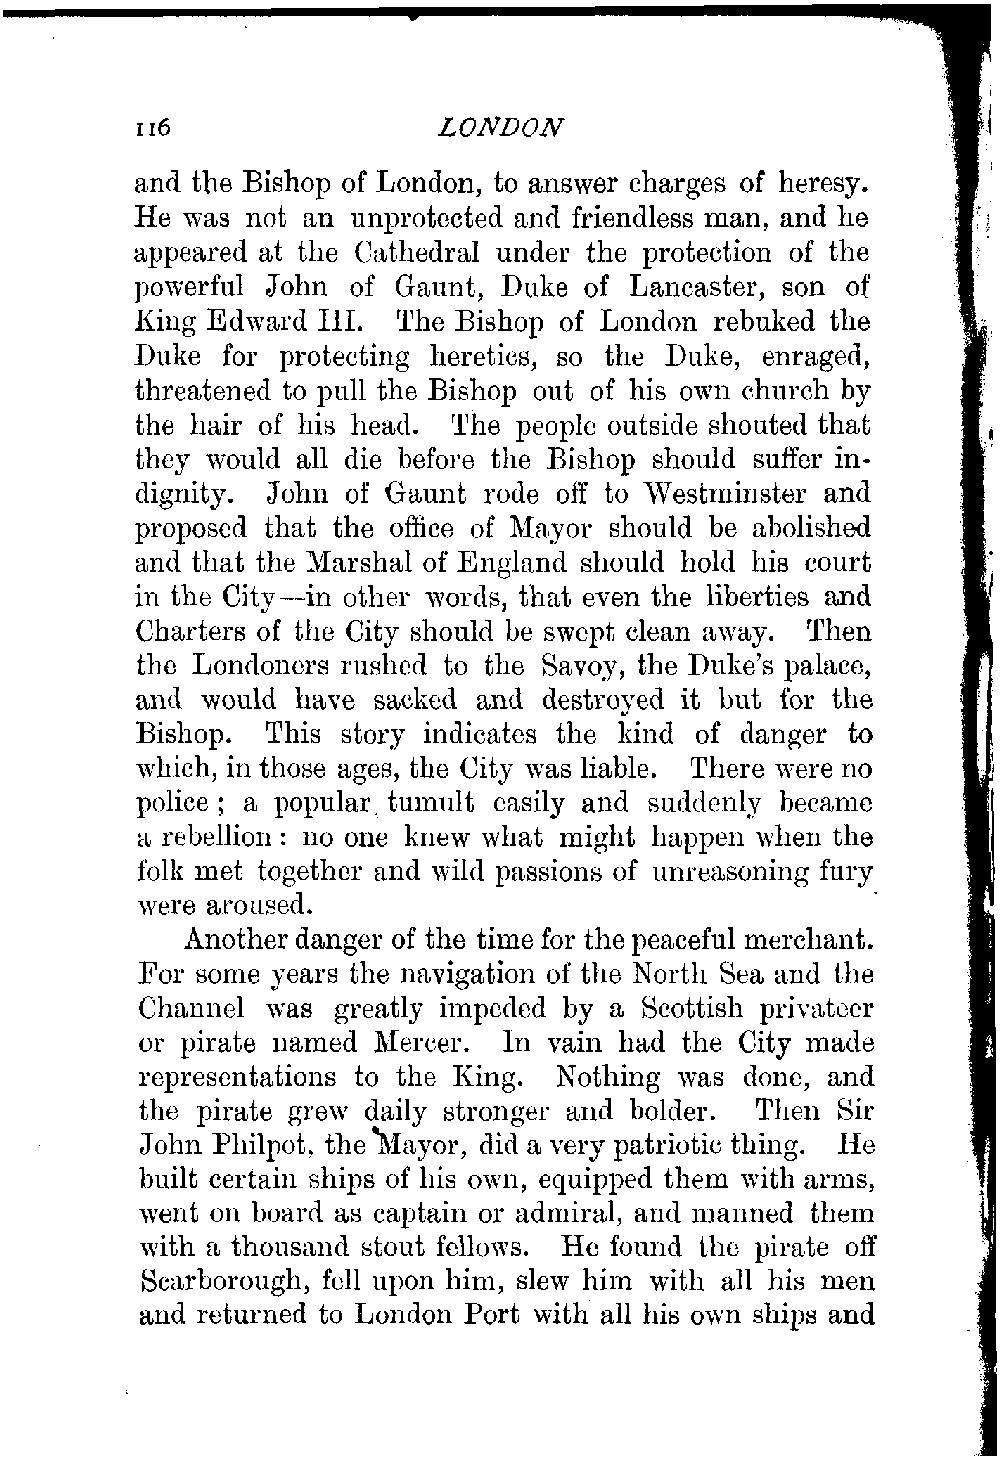 116 LONDON
and the Bishop of London, to answer charges of heresy.
He was not an unprotected and friendless man, and he
appeared at the Cathedral under the protection of the
powerful John of Gaunt, Duke of Lancaster, son of
King Edward III. The Bishop of London rebuked the
Duke for protecting heretics, so the Duke, enraged,
threatened to pull the Bishop out of his own church by
the hair of his head. The people outside shouted that
they would all die before the Bishop should suffer in-
dignity. John of Gaunt rode off to Westminster and
proposed that the office of Mayor should be abolished
and that the Marshal of England should hold his court
in the City—in other words, that even the liberties and
Charters of the City should be swept clean away. Then
the Londoners rushed to the Savoy, the Duke's palace,
and would have sacked and destroyed it but for the
Bishop. This story indicates the kind of danger to
which, in those ages, the City was liable. There were no
police ; a popular tumult easily and suddenly became
a rebellion : no one knew what might happen when the
folk met together and wild passions of unreasoning fury
were aroused.
Another danger of the time for the peaceful merchant.
For some years the navigation of the North Sea and the
Channel was greatly impeded by a Scottish privateer
or pirate named Mercer. In vain had the City made
representations to the King. Nothing was done, and
the pirate grew daily stronger and bolder. Then Sir
John Philpot, the Mayor, did a very patriotic thing. He
built certain ships of his own, equipped them with arms,
went on board as captain or admiral, and manned them
with a thousand stout fellows. He found the pirate off
Scarborough, fell upon him, slew him with all his men
and returned to London Port with all his own ships and